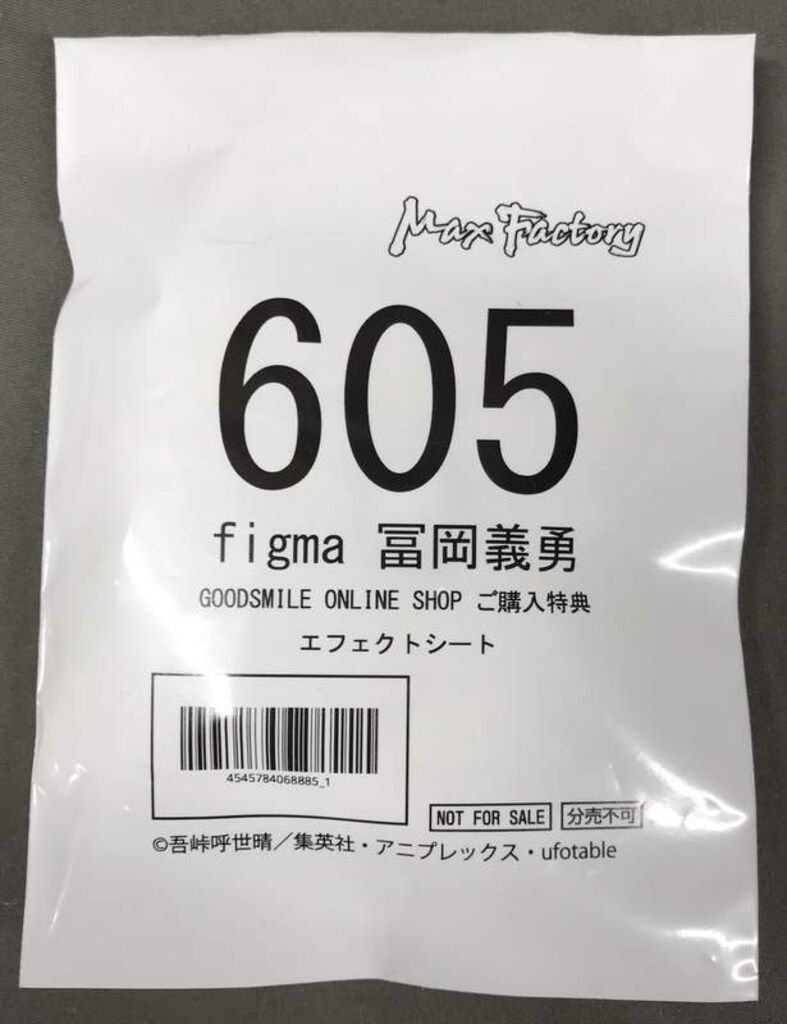 Max Factory
605
figma 冨岡義勇
GOODSMILE ONLINE SHOP ご購入特典
エフェクトシート
4545784068885_1
NOT FOR SALE 分売不可
©吾峠呼世晴／集英社・アニプレックス・ufotable